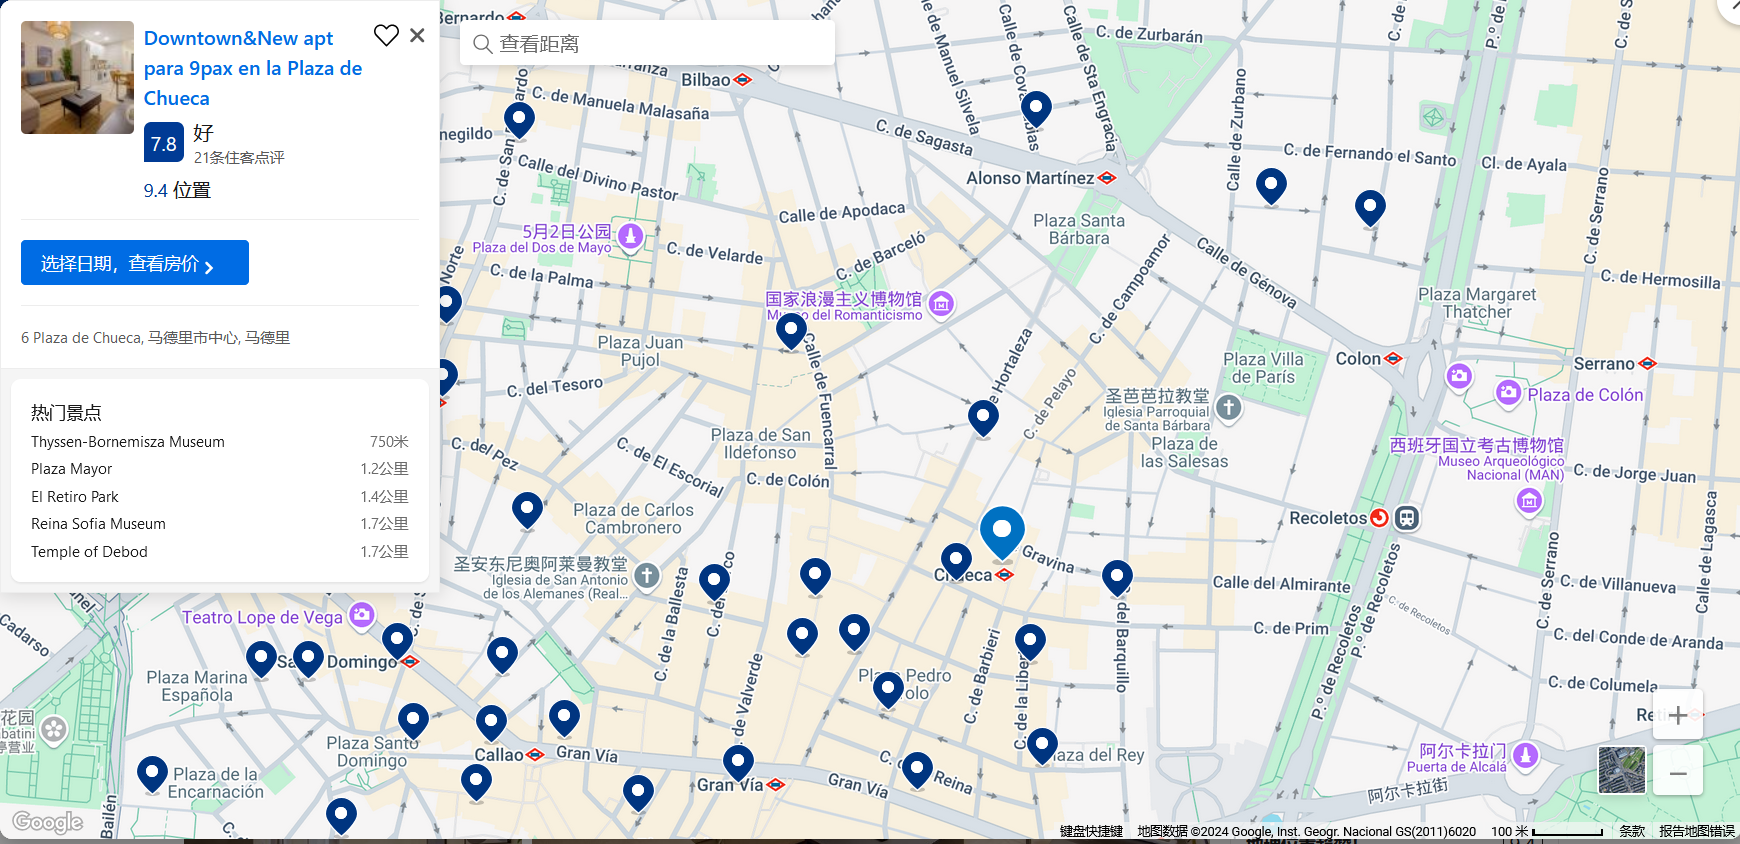 Downtown&New apt
para 9pax en la Plaza de
Chueca
7.8
好
21条住客点评
9.4 位置
选择日期，查看房价
6 Plaza de Chueca, 马德里市中心, 马德里
热门景点
Thyssen-Bornemisza Museum 750米
Plaza Mayor 1.2公里
El Retiro Park 1.4公里
Reina Sofia Museum 1.7公里
Temple of Debod 1.7公里
查看距离
Bilbao
C. de Manuela Malasaña
C. de Manuel Silvela
Calle de Sta Engracia
C. de Zurbarán
C. de Sagasta
Calle de Zurbano
C. de Fernando el Santo
Cl. de Ayala
Calle del Divino Pastor
Alonso Martínez
Calle de Apodaca
Plaza Santa
Bárbara
5月2日公园
Plaza del Dos de Mayo
C. de Velarde
C. de Barceló
C. de la Palma
Calle de Génova
C. de Campoamor
C. de Serrano
C. de Hermosilla
Plaza Margaret
Thatcher
国家浪漫主义博物馆
Museo del Romanticismo
Plaza Juan
Pujol
Calle de Fuencarral
de Hortaleza
C. de Pelayo
Plaza Villa
de París
Colon
Serrano
Plaza de Colón
C. del Tesoro
圣芭芭拉教堂
Iglesia Parroquial
de Santa Bárbara
Plaza de
las Salesas
C. del Pez
C. de El Escorial
Plaza de San
Ildefonso
C. de Colón
西班牙国立考古博物馆
Museo Arqueológico
Nacional (MAN)
C. de Jorge Juan
Plaza de Carlos
Cambronero
Recoletos
Gravina
圣安东尼奥阿莱曼教堂
Iglesia de San Antonio
de los Alemanes (Real...
C. de la Ballesta
Calle del Almirante
C. de Villanueva
Calle de Lagasca
C. de Serrano
P.º de Recoletos
P.º de Recoletos
C. de Recoletos
Teatro Lope de Vega
Domingo
C. de Prim
C. del Conde de Aranda
Plaza Marina
Española
de Valverde
C. de Barbieri
del Barquillo
C. de Columela
Plaza Santo
Domingo
Callao
Gran Vía
Gran Vía
Gran Vía
Reina
阿尔卡拉门
Puerta de Alcalá
阿尔卡拉街
Plaza de la
Encarnación
Bailén
Google
键盘快捷键
地图数据 ©2024 Google, Inst. Geogr. Nacional GS(2011)6020
100 米
条款
报告地图错误